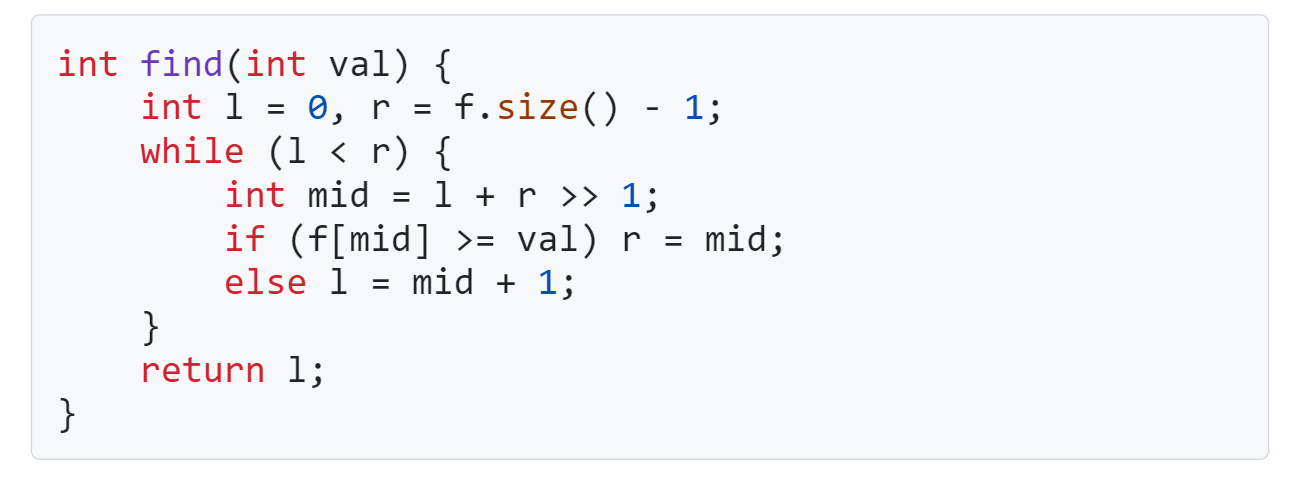 int find(int val) {
    int l = 0, r = f.size() - 1;
    while (l < r) {
        int mid = l + r >> 1;
        if (f[mid] >= val) r = mid;
        else l = mid + 1;
    }
    return l;
}